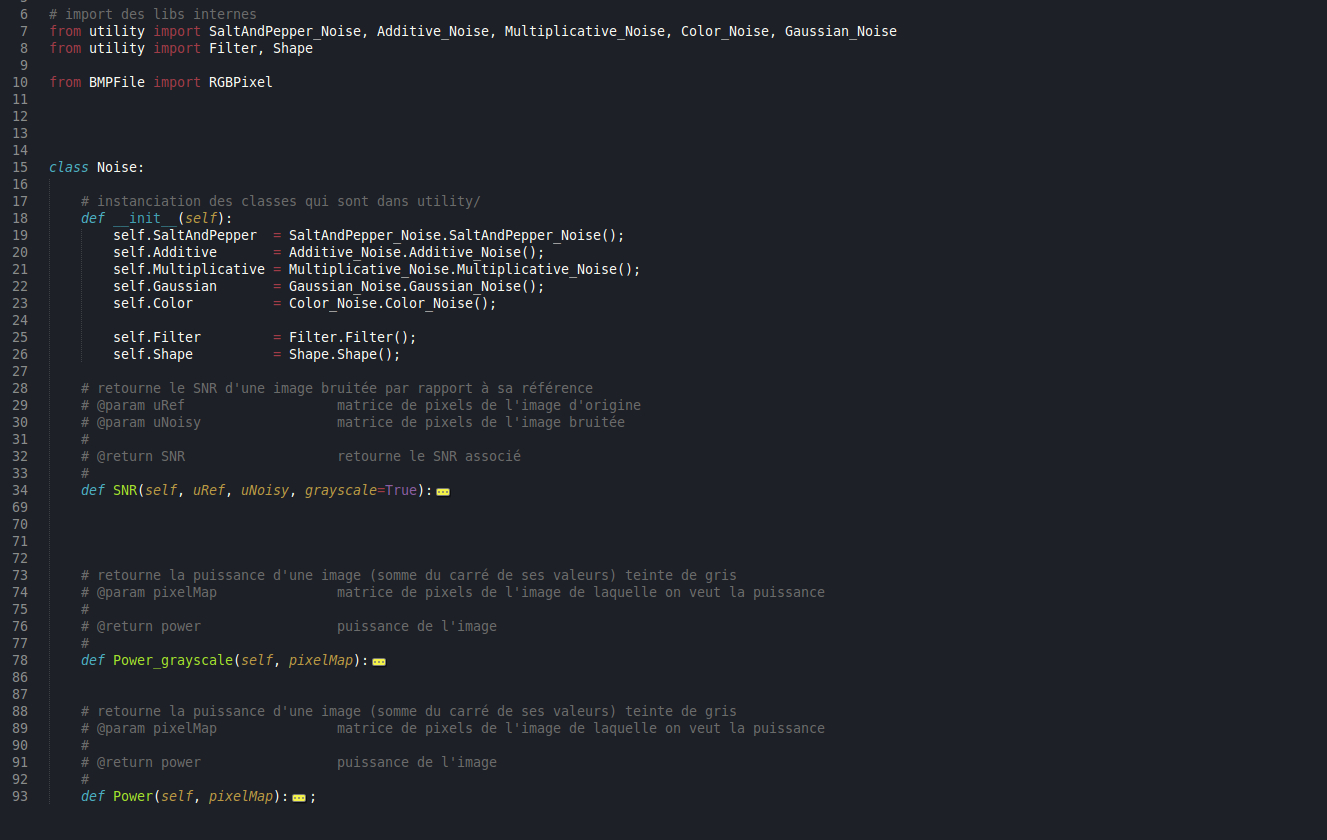 6 # import des libs internes
7 from utility import SaltAndPepper_Noise, Additive_Noise, Multiplicative_Noise, Color_Noise, Gaussian_Noise
8 from utility import Filter, Shape
9
10 from BMPFile import RGBPixel
11
12
13
14
15 class Noise:
16
17 # instanciation des classes qui sont dans utility/
18 def __init__(self):
19 self.SaltAndPepper = SaltAndPepper_Noise.SaltAndPepper_Noise();
20 self.Additive = Additive_Noise.Additive_Noise();
21 self.Multiplicative = Multiplicative_Noise.Multiplicative_Noise();
22 self.Gaussian = Gaussian_Noise.Gaussian_Noise();
23 self.Color = Color_Noise.Color_Noise();
24
25 self.Filter = Filter.Filter();
26 self.Shape = Shape.Shape();
27
28 # retourne le SNR d'une image bruitée par rapport à sa référence
29 # @param uRef matrice de pixels de l'image d'origine
30 # @param uNoisy matrice de pixels de l'image bruitée
31 #
32 # @return SNR retourne le SNR associé
33 #
34 def SNR(self, uRef, uNoisy, grayscale=True):
69
70
71
72
73 # retourne la puissance d'une image (somme du carré de ses valeurs) teinte de gris
74 # @param pixelMap matrice de pixels de l'image de laquelle on veut la puissance
75 #
76 # @return power puissance de l'image
77 #
78 def Power_grayscale(self, pixelMap):
86
87
88 # retourne la puissance d'une image (somme du carré de ses valeurs) teinte de gris
89 # @param pixelMap matrice de pixels de l'image de laquelle on veut la puissance
90 #
91 # @return power puissance de l'image
92 #
93 def Power(self, pixelMap): ;